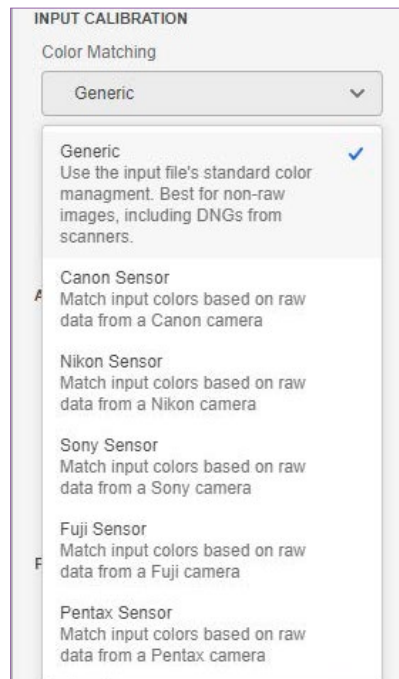 INPUT CALIBRATION
Color Matching
Generic
Generic
Use the input file's standard color
managment. Best for non-raw
images, including DNGs from
scanners.
Canon Sensor
Match input colors based on raw
data from a Canon camera
Nikon Sensor
Match input colors based on raw
data from a Nikon camera
Sony Sensor
Match input colors based on raw
data from a Sony camera
Fuji Sensor
Match input colors based on raw
data from a Fuji camera
Pentax Sensor
Match input colors based on raw
data from a Pentax camera